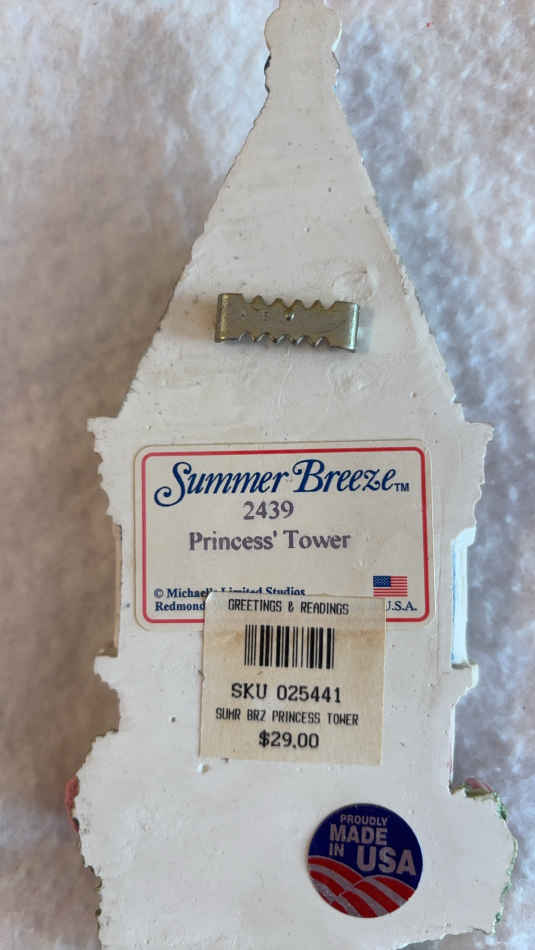 Summer Breeze™
2439
Princess' Tower
© Michael's Limited Studios
Redmond
U.S.A.
GREETINGS & READINGS
SKU 025441
SUMR BRZ PRINCESS TOWER
$29.00
PROUDLY
MADE
IN USA